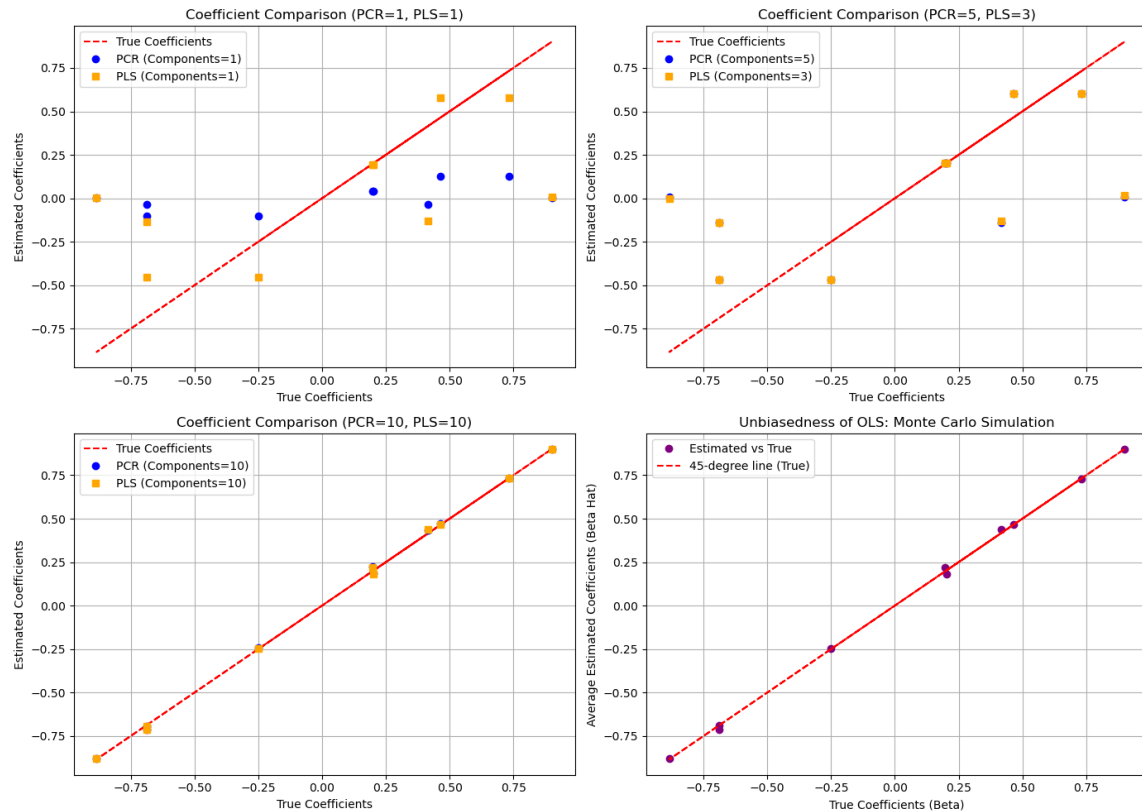 Coefficient Comparison (PCR=1, PLS=1)
True Coefficients
PCR (Components=1)
PLS (Components=1)
0.75
0.50
0.25
0.00
−0.25
−0.50
−0.75
Estimated Coefficients
−0.75 −0.50 −0.25 0.00 0.25 0.50 0.75
True Coefficients
Coefficient Comparison (PCR=5, PLS=3)
True Coefficients
PCR (Components=5)
PLS (Components=3)
0.75
0.50
0.25
0.00
−0.25
−0.50
−0.75
Estimated Coefficients
−0.75 −0.50 −0.25 0.00 0.25 0.50 0.75
True Coefficients
Coefficient Comparison (PCR=10, PLS=10)
True Coefficients
PCR (Components=10)
PLS (Components=10)
0.75
0.50
0.25
0.00
−0.25
−0.50
−0.75
Estimated Coefficients
−0.75 −0.50 −0.25 0.00 0.25 0.50 0.75
True Coefficients
Unbiasedness of OLS: Monte Carlo Simulation
Estimated vs True
45-degree line (True)
0.75
0.50
0.25
0.00
−0.25
−0.50
−0.75
Average Estimated Coefficients (Beta Hat)
−0.75 −0.50 −0.25 0.00 0.25 0.50 0.75
True Coefficients (Beta)